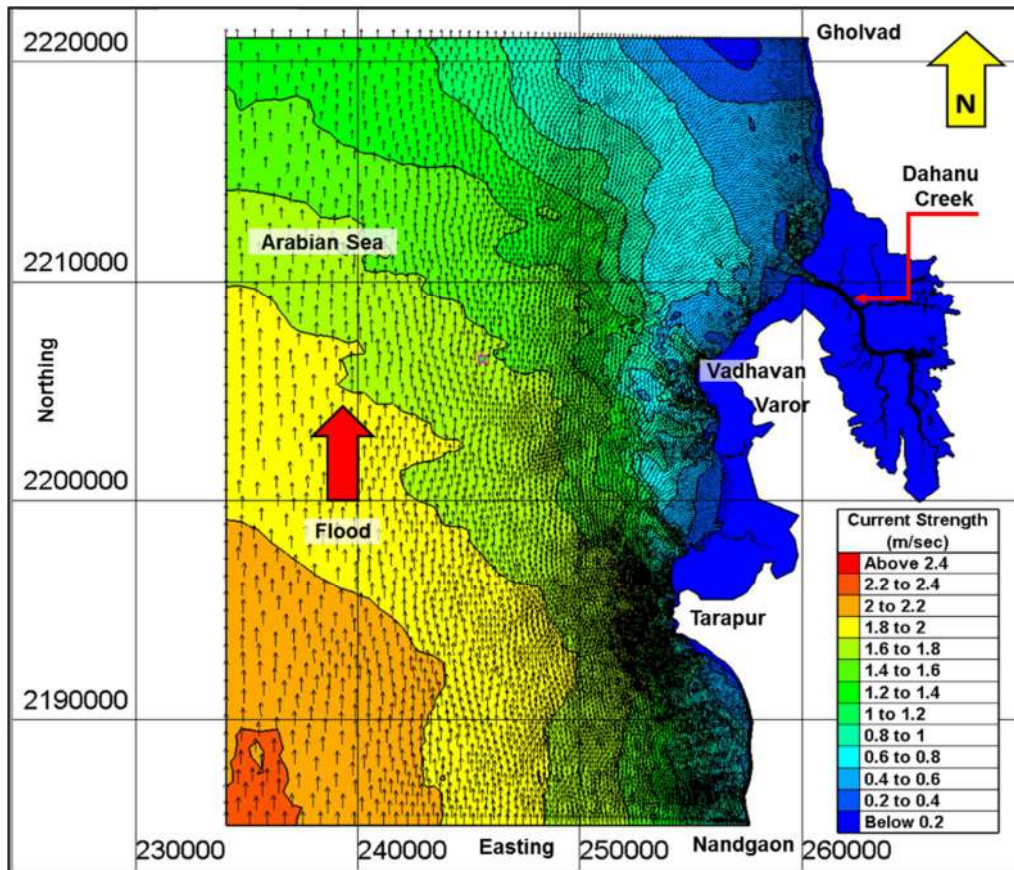 Gholvad
2220000
N
Dahanu
Creek
Arabian Sea
2210000
Northing
Vadhavan
Varor
2200000
Flood
Current Strength
(m/sec)
Above 2.4
2.2 to 2.4
2 to 2.2
1.8 to 2
1.6 to 1.8
1.4 to 1.6
1.2 to 1.4
1 to 1.2
0.8 to 1
0.6 to 0.8
0.4 to 0.6
0.2 to 0.4
Below 0.2
Tarapur
2190000
230000 240000 Easting 250000 Nandgaon 260000